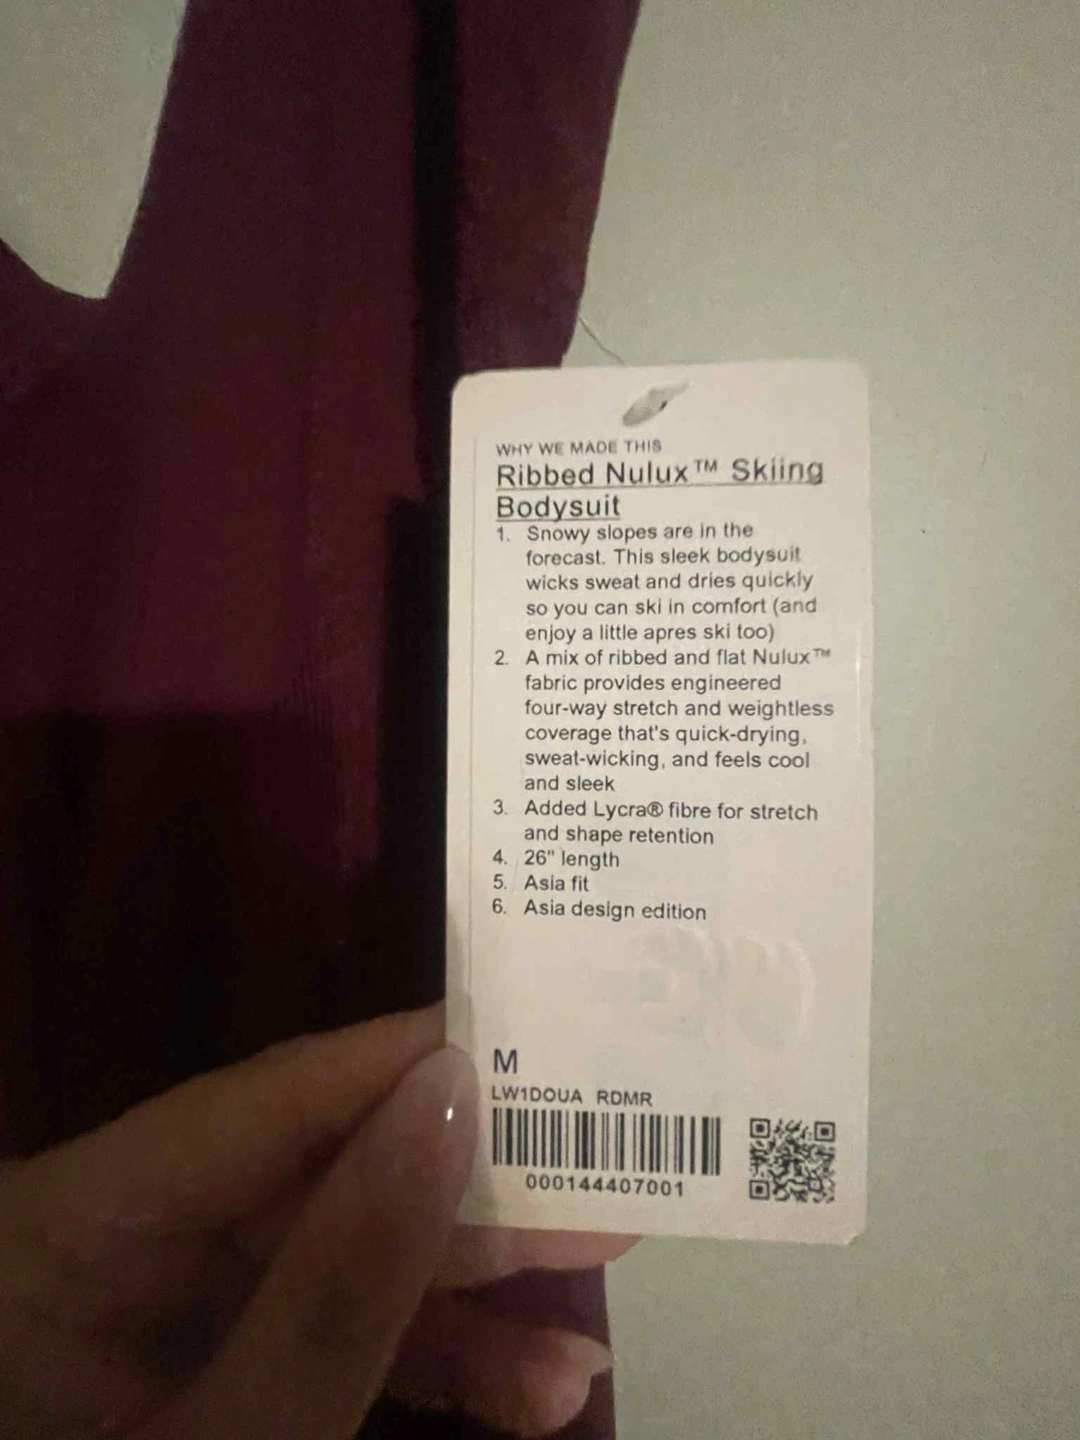 WHY WE MADE THIS
Ribbed Nulux™ Skiing
Bodysuit
1. Snowy slopes are in the
forecast. This sleek bodysuit
wicks sweat and dries quickly
so you can ski in comfort (and
enjoy a little apres ski too)
2. A mix of ribbed and flat Nulux™
fabric provides engineered
four-way stretch and weightless
coverage that's quick-drying,
sweat-wicking, and feels cool
and sleek
3. Added Lycra® fibre for stretch
and shape retention
4. 26" length
5. Asia fit
6. Asia design edition
M
LW1DOUA RDMR
000144407001